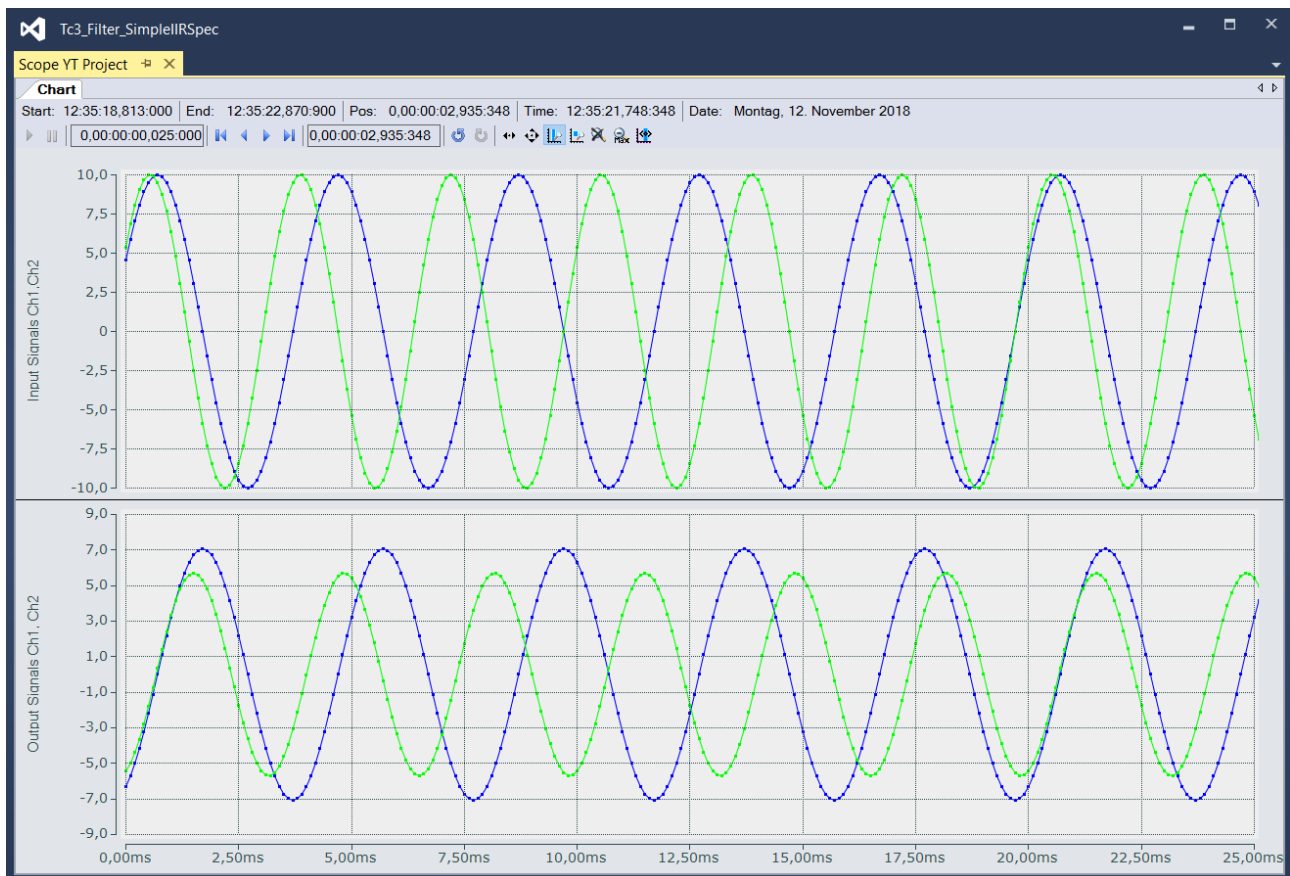 Tc3_Filter_SimpleIIRSpec
Scope YT Project
Chart
Start: 12:35:18,813:000 End: 12:35:22,870:900 Pos: 0,00:00:02,935:348 Time: 12:35:21,748:348 Date: Montag, 12. November 2018
0,00:00:00,025:000 0,00:00:02,935:348 Max
Input Signals Ch1,Ch2
10,0
7,5
5,0
2,5
0
-2,5
-5,0
-7,5
-10,0
Output Signals Ch1, Ch2
9,0
7,0
5,0
3,0
1,0
-1,0
-3,0
-5,0
-7,0
-9,0
0,00ms 2,50ms 5,00ms 7,50ms 10,00ms 12,50ms 15,00ms 17,50ms 20,00ms 22,50ms 25,00ms